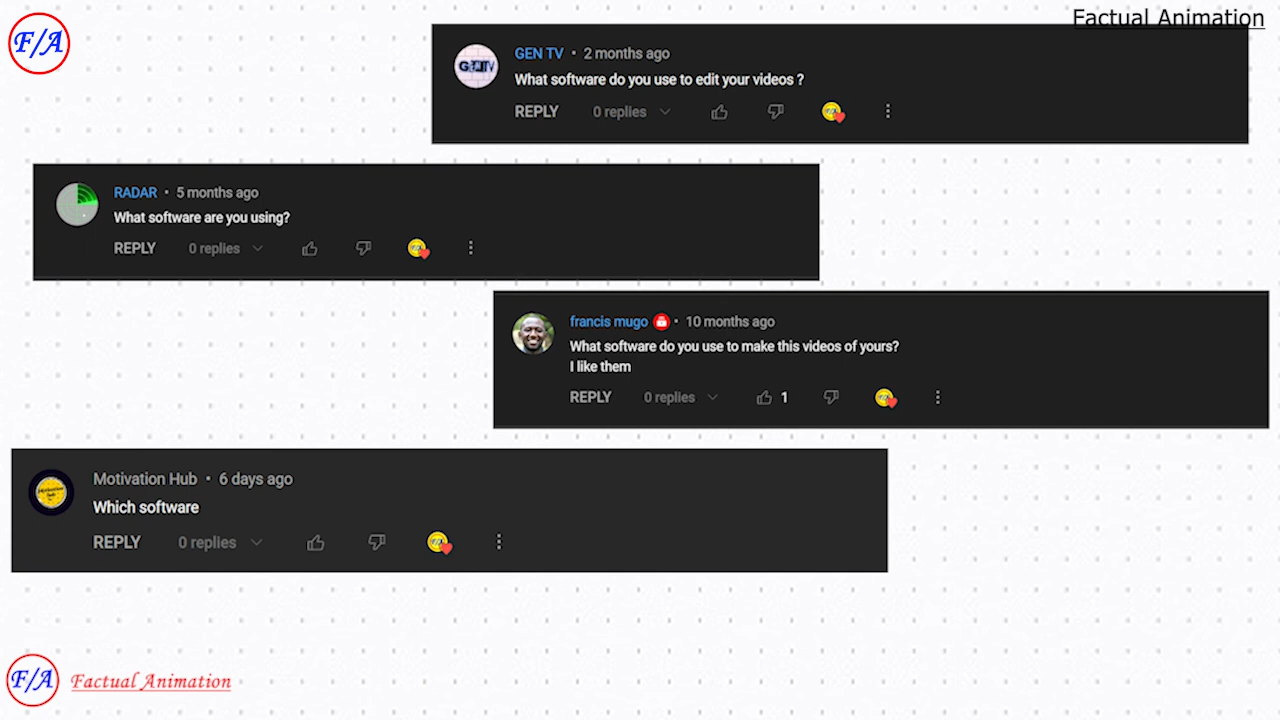 F/A
Factual Animation
GEN TV • 2 months ago
What software do you use to edit your videos ?
REPLY 0 replies
RADAR • 5 months ago
What software are you using?
REPLY 0 replies
francis mugo • 10 months ago
What software do you use to make this videos of yours?
I like them
REPLY 0 replies 1
Motivation Hub • 6 days ago
Which software
REPLY 0 replies
F/A Factual Animation